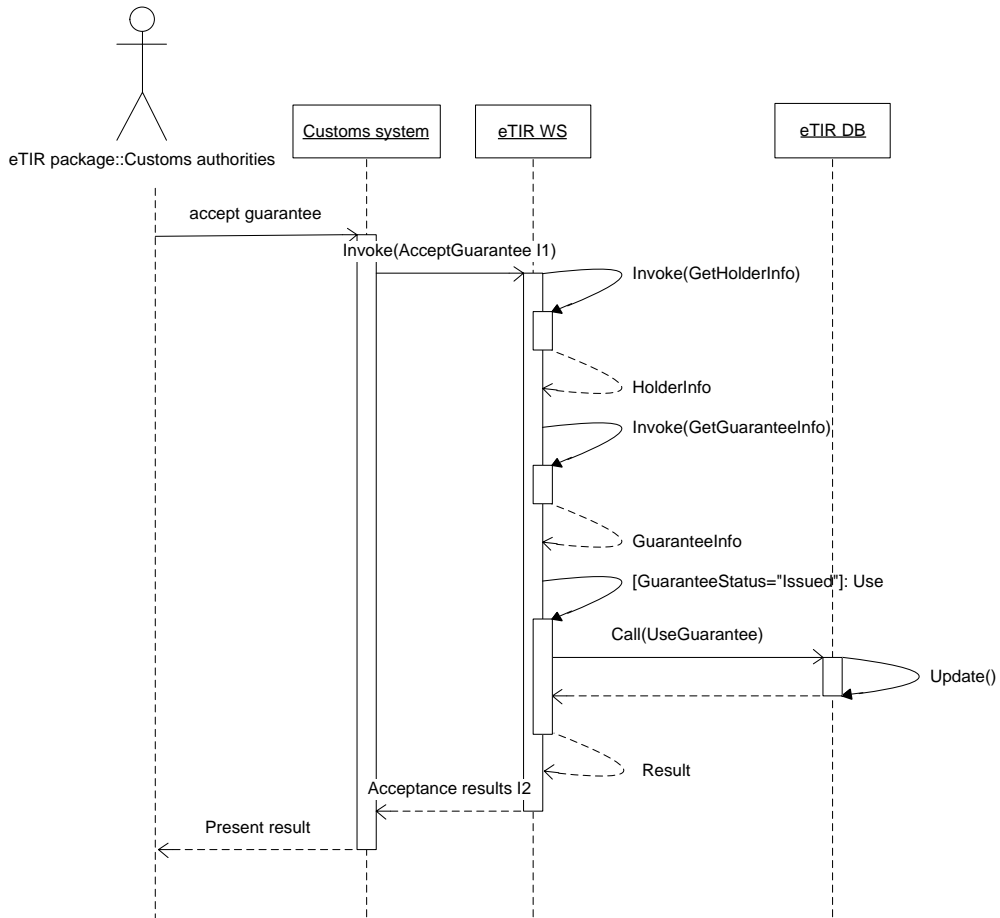 Customs system
eTIR WS
eTIR DB
eTIR package::Customs authorities
accept guarantee
Invoke(AcceptGuarantee I1)
Invoke(GetHolderInfo)
HolderInfo
Invoke(GetGuaranteeInfo)
GuaranteeInfo
[GuaranteeStatus="Issued"]: Use
Call(UseGuarantee)
Update()
Result
Acceptance results I2
Present result